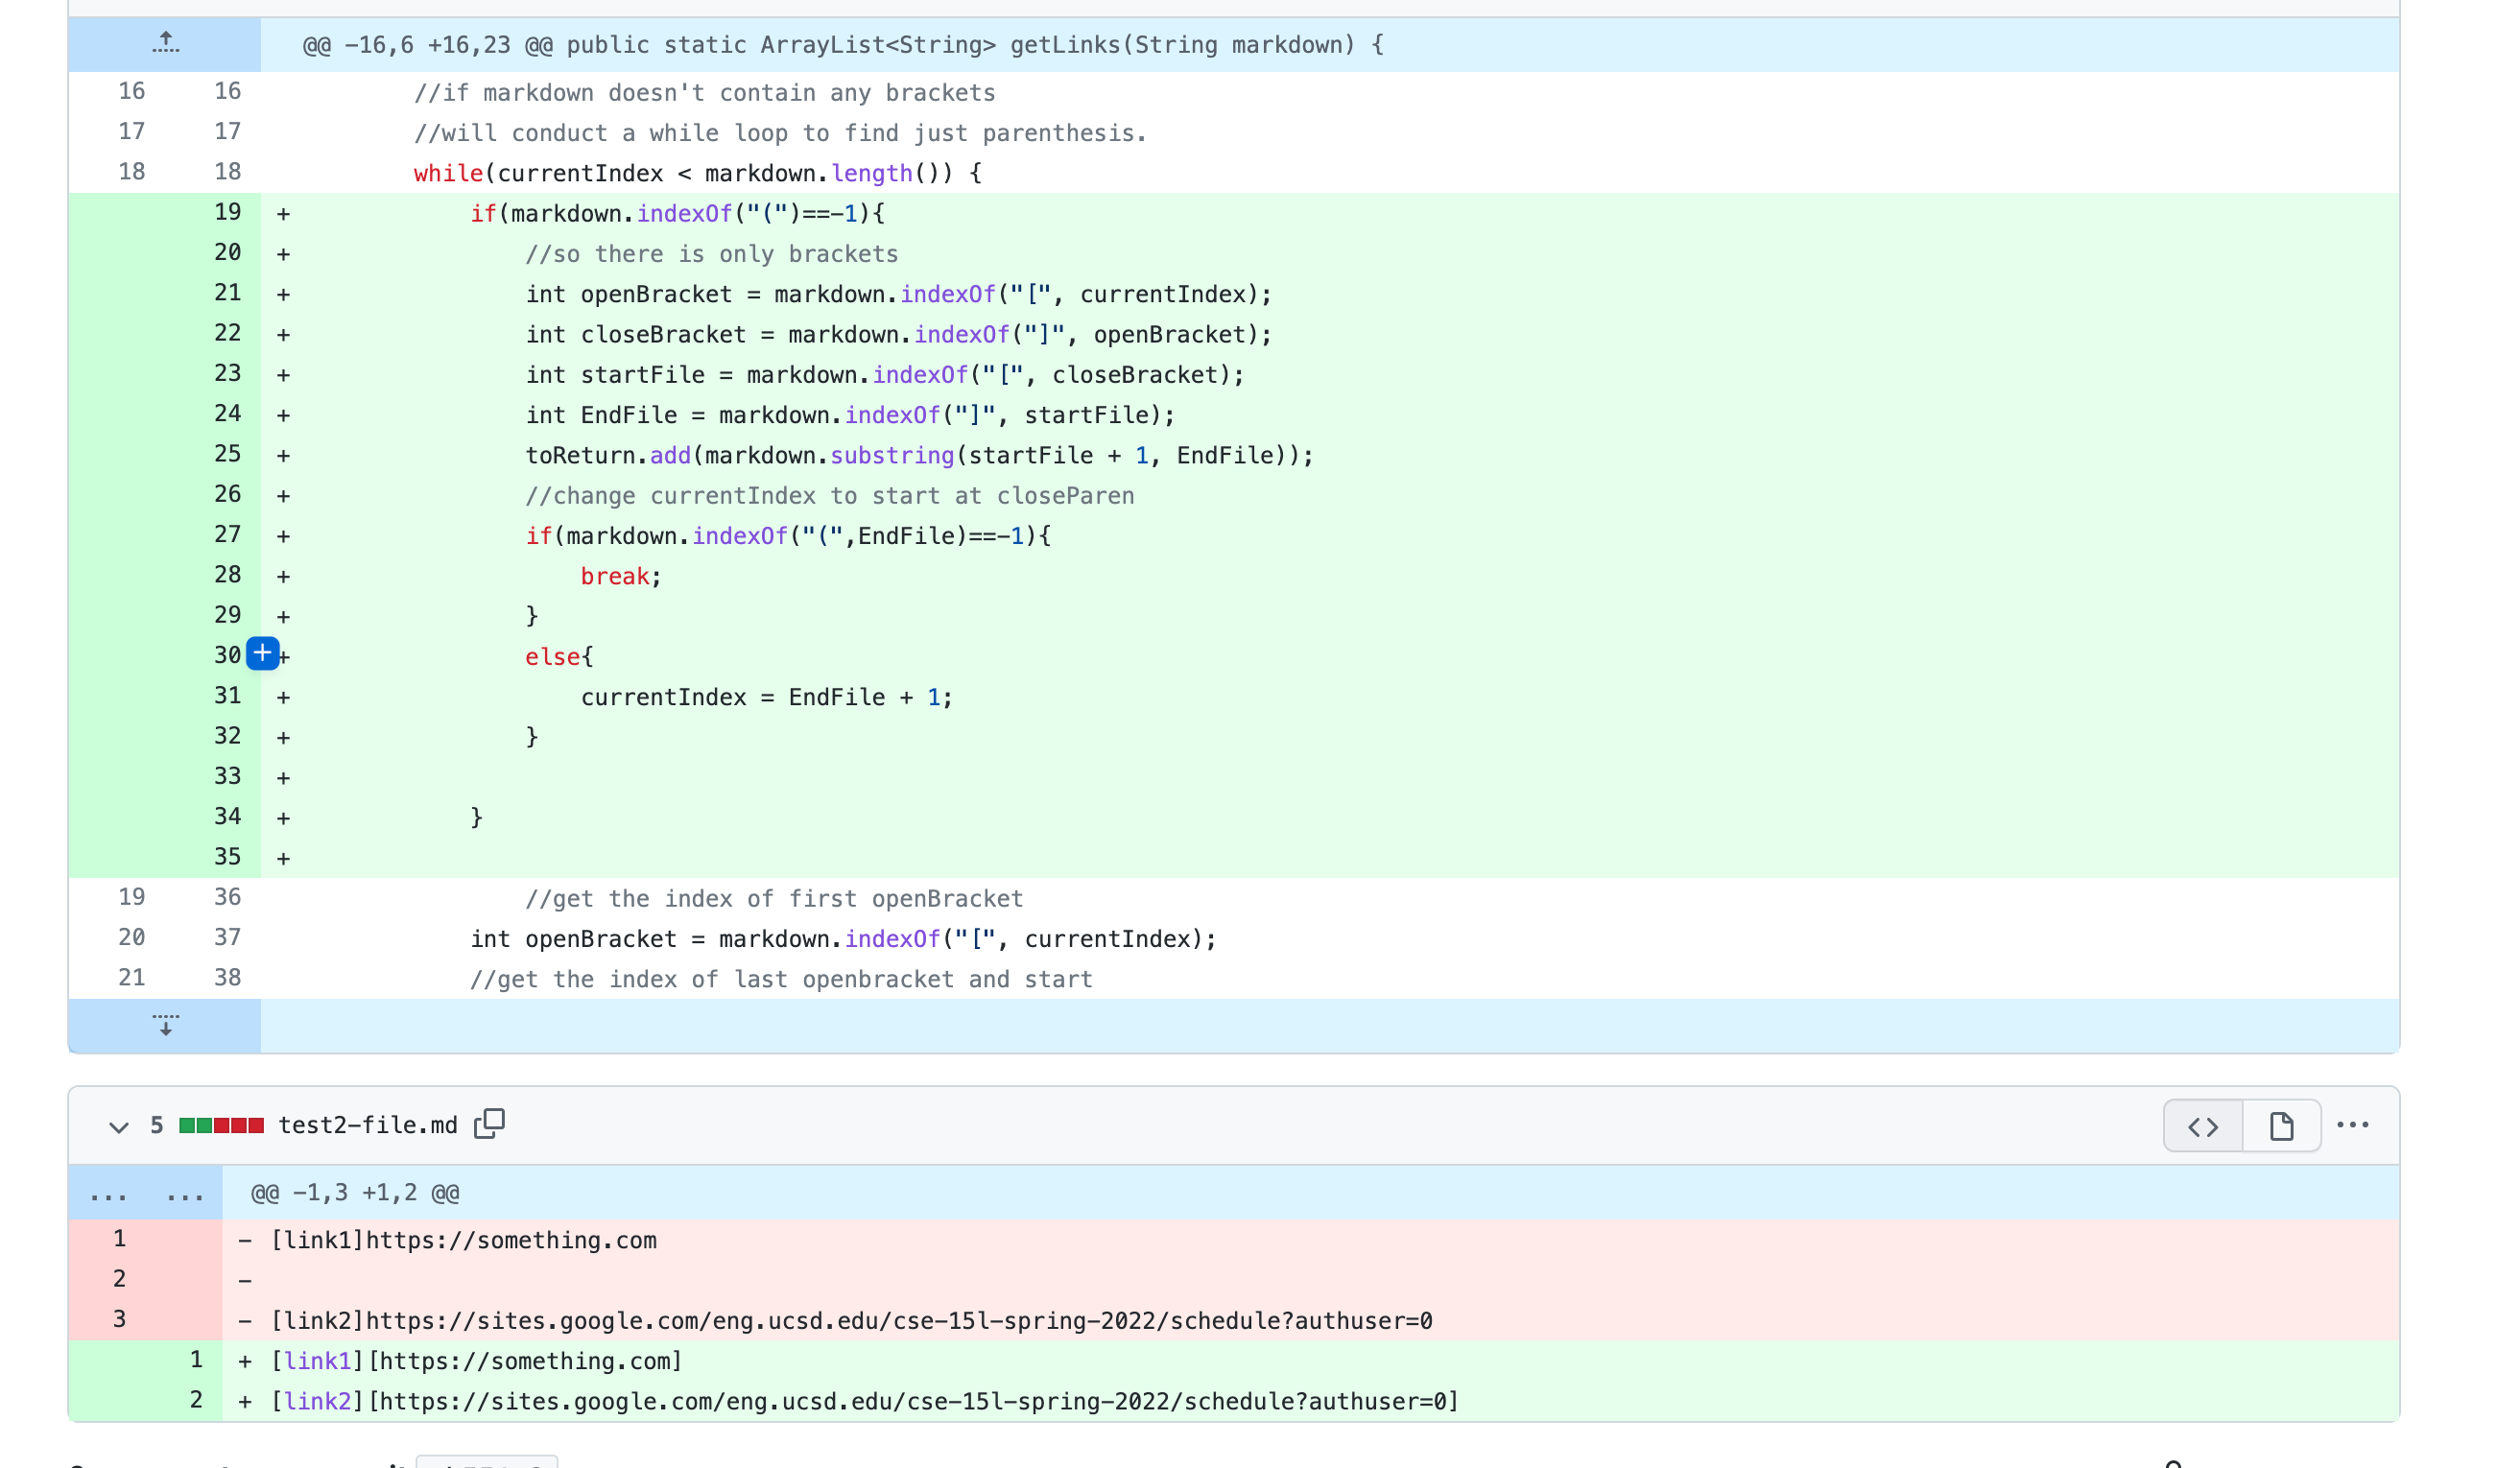 @@ -16,6 +16,23 @@ public static ArrayList<String> getLinks(String markdown) {
16 16 //if markdown doesn't contain any brackets
17 17 //will conduct a while loop to find just parenthesis.
18 18 while(currentIndex < markdown.length()) {
19 + if(markdown.indexOf("(")==-1){
20 + //so there is only brackets
21 + int openBracket = markdown.indexOf("[", currentIndex);
22 + int closeBracket = markdown.indexOf("]", openBracket);
23 + int startFile = markdown.indexOf("[", closeBracket);
24 + int EndFile = markdown.indexOf("]", startFile);
25 + toReturn.add(markdown.substring(startFile + 1, EndFile));
26 + //change currentIndex to start at closeParen
27 + if(markdown.indexOf("(",EndFile)==-1){
28 + break;
29 + }
30 + else{
31 + currentIndex = EndFile + 1;
32 + }
33 +
34 + }
35 +
19 36 //get the index of first openBracket
20 37 int openBracket = markdown.indexOf("[", currentIndex);
21 38 //get the index of last openbracket and start
5 test2-file.md
... ... @@ -1,3 +1,2 @@
1 - [link1]https://something.com
2 -
3 - [link2]https://sites.google.com/eng.ucsd.edu/cse-15l-spring-2022/schedule?authuser=0
1 + [link1][https://something.com]
2 + [link2][https://sites.google.com/eng.ucsd.edu/cse-15l-spring-2022/schedule?authuser=0]